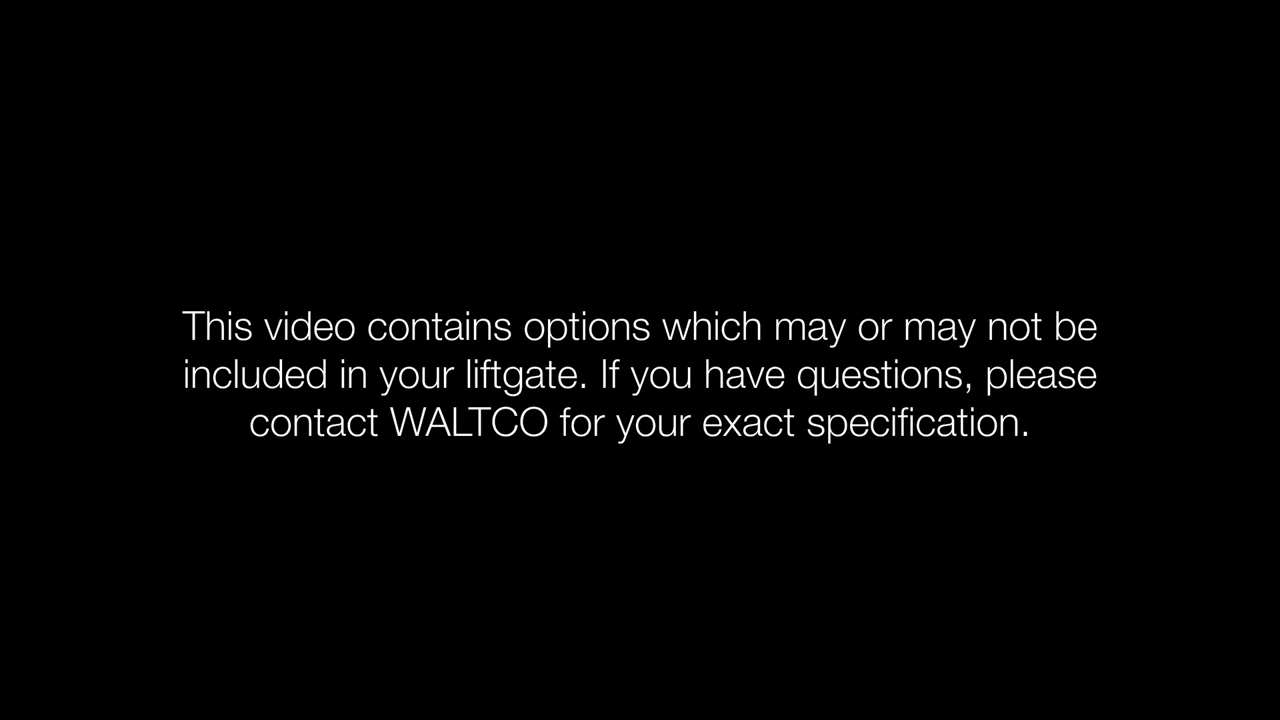 This video contains options which may or may not be
included in your liftgate. If you have questions, please
contact WALTCO for your exact specification.